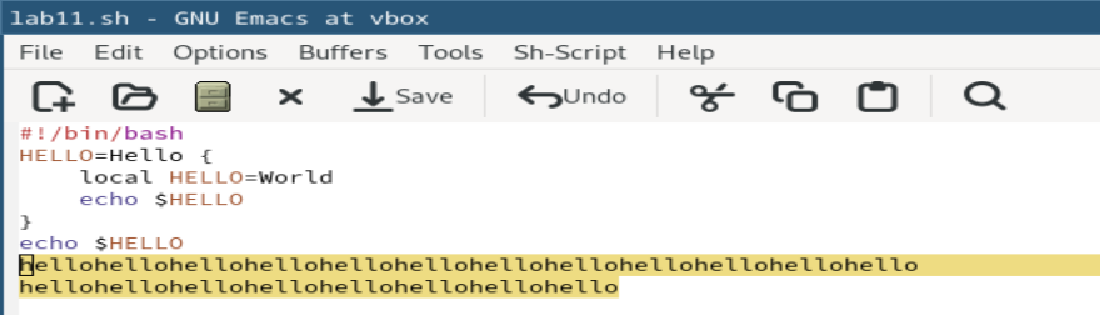 lab11.sh - GNU Emacs at vbox
File Edit Options Buffers Tools Sh-Script Help
Save Undo
#!/bin/bash
HELLO=Hello {
    local HELLO=World
    echo $HELLO
}
echo $HELLO
hellohellohellohellohellohellohellohellohellohellohellohello
hellohellohellohellohellohellohellohello